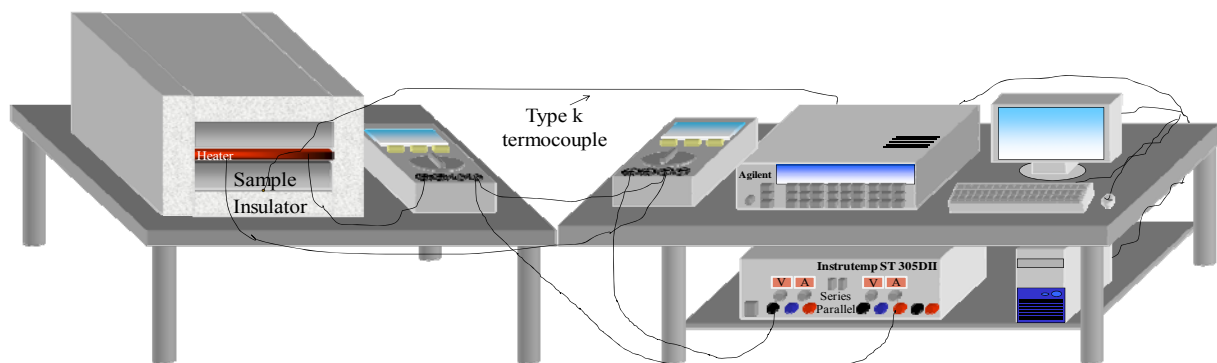 Type k
termocouple
Heater
Sample
Insulator
Agilent
Instrutemp ST 305DII
V A
V A
Series
Parallel